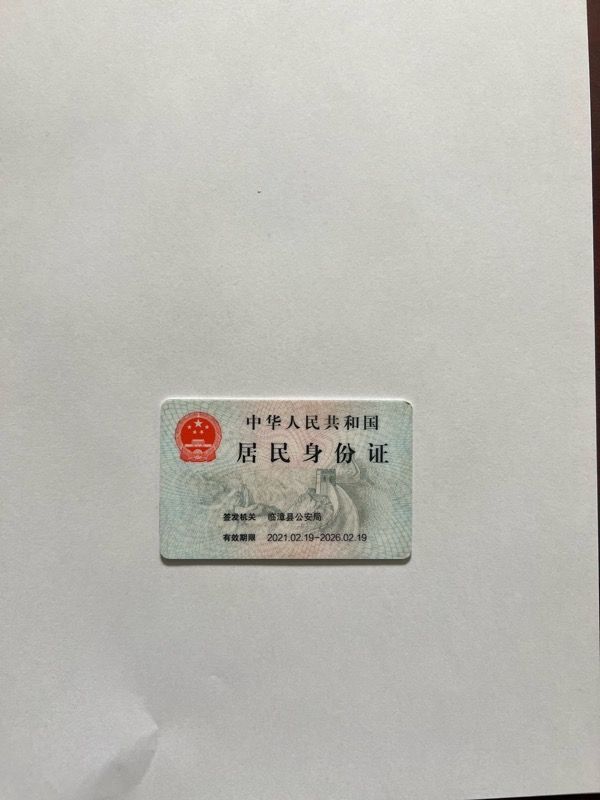 中华人民共和国
居民身份证
签发机关 临漳县公安局
有效期限 2021.02.19-2026.02.19